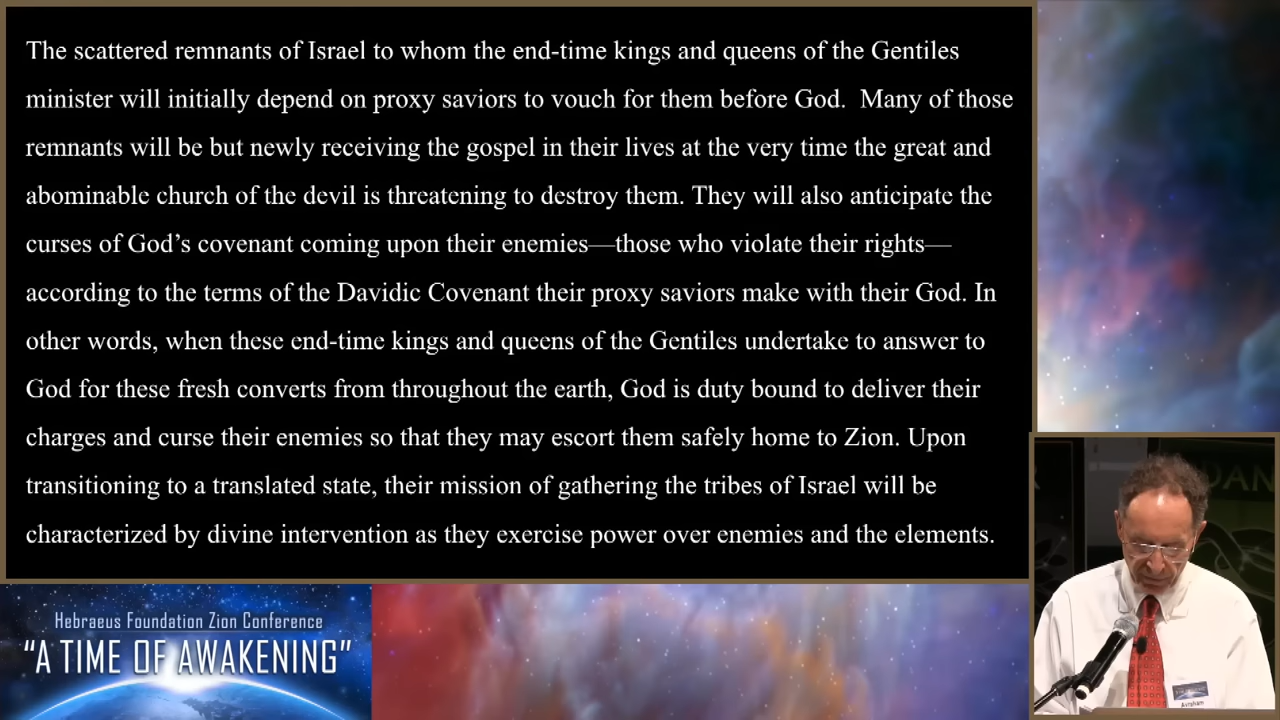 The scattered remnants of Israel to whom the end-time kings and queens of the Gentiles
minister will initially depend on proxy saviors to vouch for them before God.  Many of those
remnants will be but newly receiving the gospel in their lives at the very time the great and
abominable church of the devil is threatening to destroy them. They will also anticipate the
curses of God’s covenant coming upon their enemies—those who violate their rights—
according to the terms of the Davidic Covenant their proxy saviors make with their God. In
other words, when these end-time kings and queens of the Gentiles undertake to answer to
God for these fresh converts from throughout the earth, God is duty bound to deliver their
charges and curse their enemies so that they may escort them safely home to Zion. Upon
transitioning to a translated state, their mission of gathering the tribes of Israel will be
characterized by divine intervention as they exercise power over enemies and the elements.
Hebraeus Foundation Zion Conference
“A TIME OF AWAKENING”
DAN
Avraham